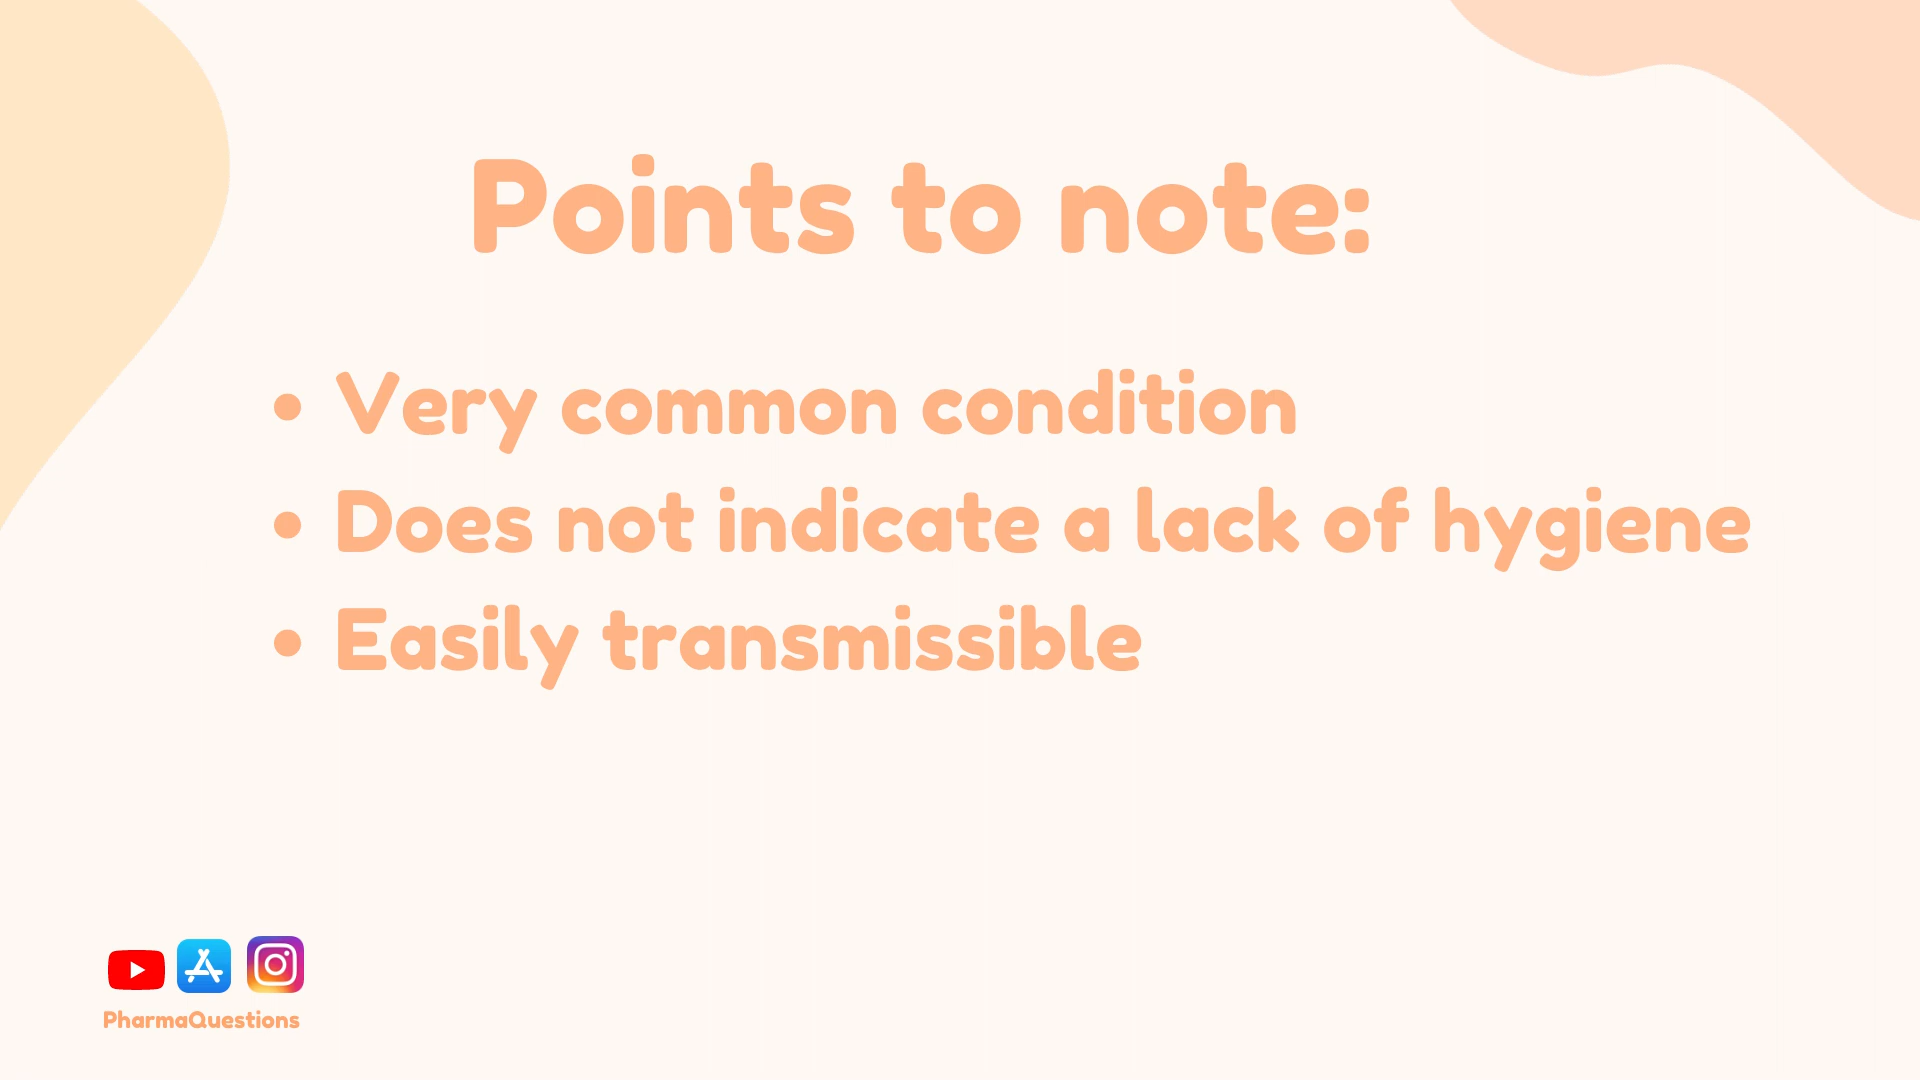 Points to note:
• Very common condition
• Does not indicate a lack of hygiene
• Easily transmissible
PharmaQuestions